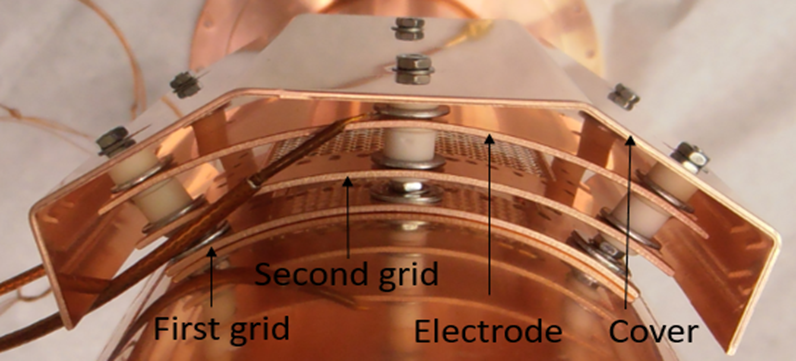 Second grid
First grid
Electrode
Cover